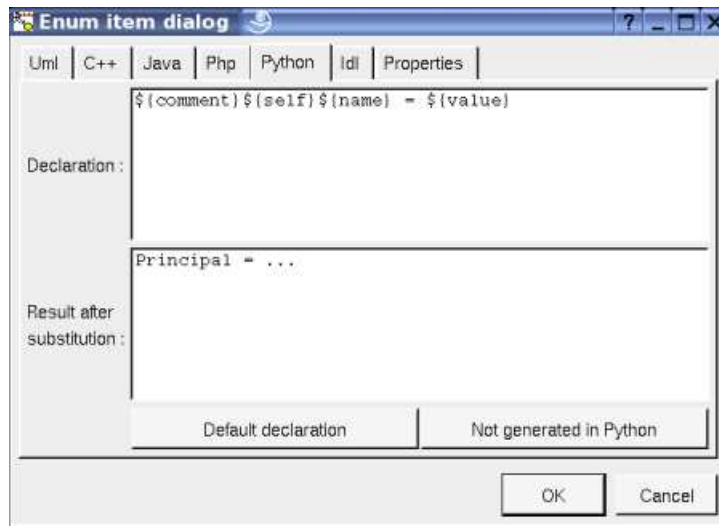 Enum item dialog
Uml C++ Java Php Python Idl Properties
${comment}${self}${name} = ${value}
Declaration :
Principal = ...
Result after
substitution :
Default declaration Not generated in Python
OK Cancel